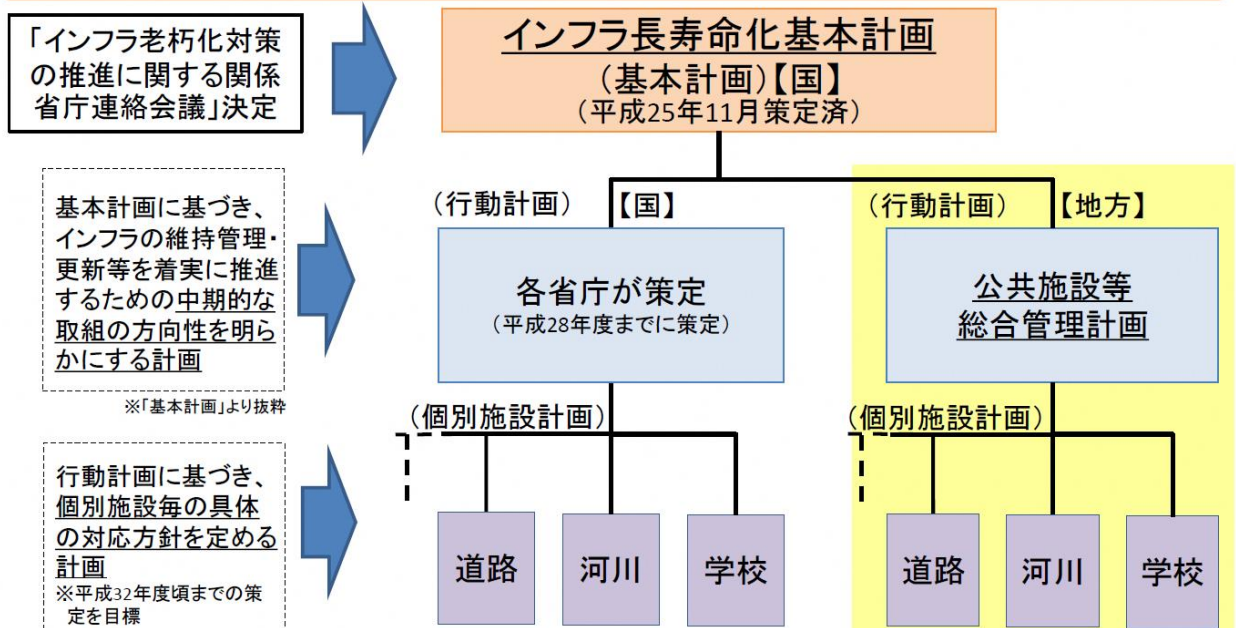 「インフラ老朽化対策
の推進に関する関係
省庁連絡会議」決定
インフラ長寿命化基本計画
(基本計画)【国】
(平成25年11月策定済)
基本計画に基づき、
インフラの維持管理・
更新等を着実に推進
するための中期的な
取組の方向性を明ら
かにする計画
※「基本計画」より抜粋
(行動計画) 【国】
各省庁が策定
(平成28年度までに策定)
(行動計画) 【地方】
公共施設等
総合管理計画
行動計画に基づき、
個別施設毎の具体
の対応方針を定める
計画
※平成32年度頃までの策
定を目標
(個別施設計画)
道路 河川 学校
(個別施設計画)
道路 河川 学校